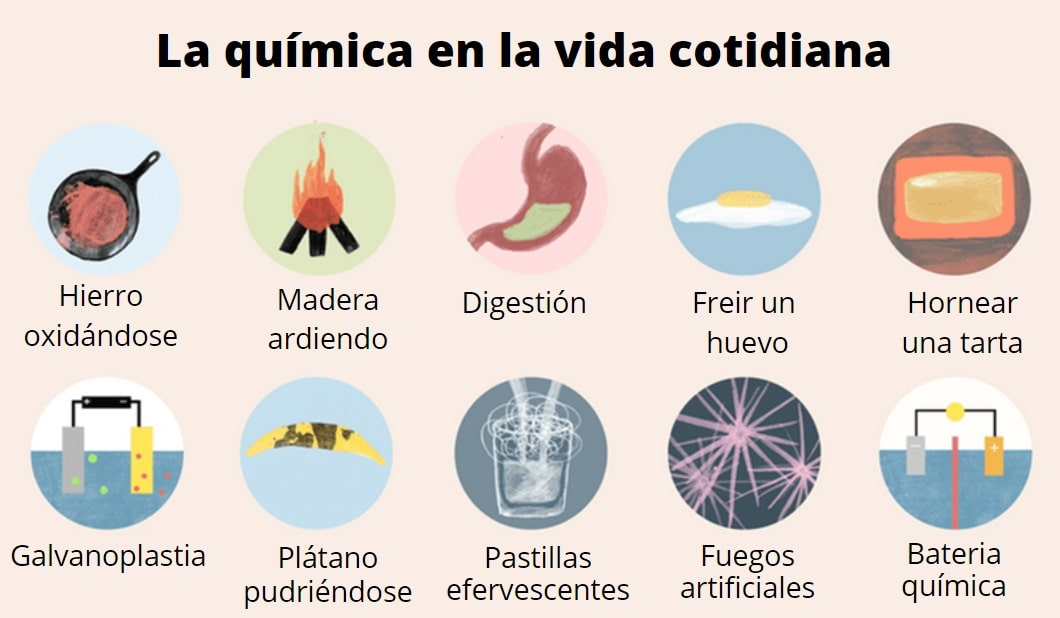 La química en la vida cotidiana
Hierro
oxidándose
Madera
ardiendo
Digestión
Freir un
huevo
Hornear
una tarta
Galvanoplastia
Plátano
pudriéndose
Pastillas
efervescentes
Fuegos
artificiales
Bateria
química